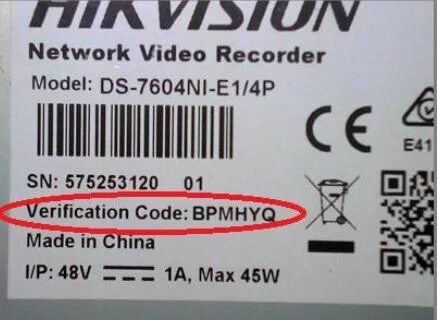 HIKVISION
Network Video Recorder
Model: DS-7604NI-E1/4P
E41
SN: 575253120 01
Verification Code: BPMHYQ
Made in China
I/P: 48V 1A, Max 45W